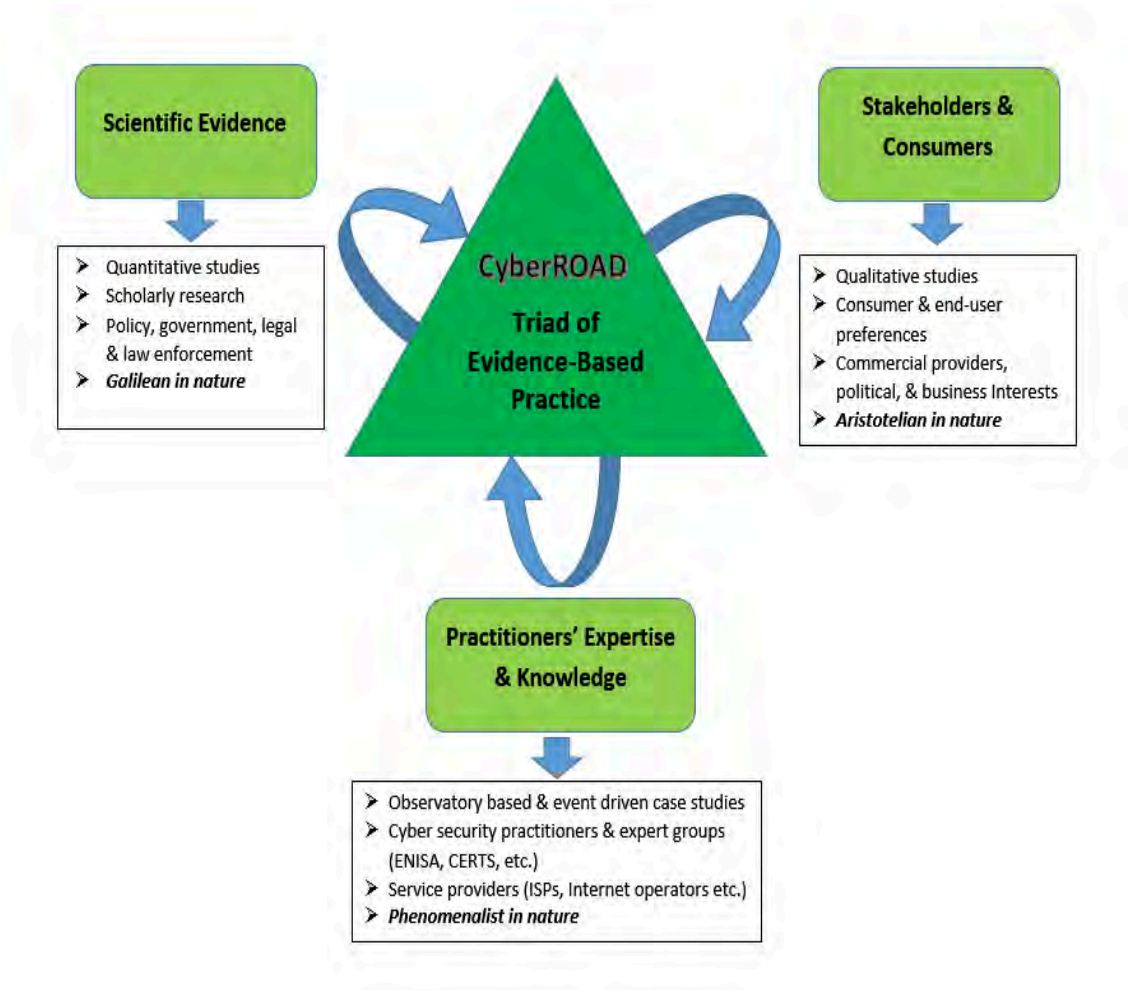 Scientific Evidence
➢ Quantitative studies
➢ Scholarly research
➢ Policy, government, legal
& law enforcement
➢ Galilean in nature
CyberROAD
Triad of
Evidence-Based
Practice
Stakeholders &
Consumers
➢ Qualitative studies
➢ Consumer & end-user
preferences
➢ Commercial providers,
political, & business Interests
➢ Aristotelian in nature
Practitioners’ Expertise
& Knowledge
➢ Observatory based & event driven case studies
➢ Cyber security practitioners & expert groups
(ENISA, CERTS, etc.)
➢ Service providers (ISPs, Internet operators etc.)
➢ Phenomenalist in nature